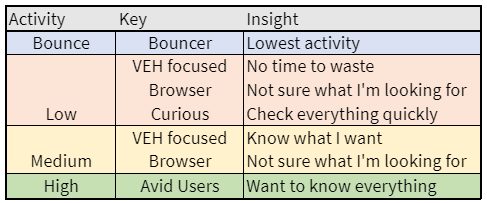 Activity Key Insight
Bounce Bouncer Lowest activity
VEH focused No time to waste
Browser Not sure what I'm looking for
Low Curious Check everything quickly
VEH focused Know what I want
Medium Browser Not sure what I'm looking for
High Avid Users Want to know everything